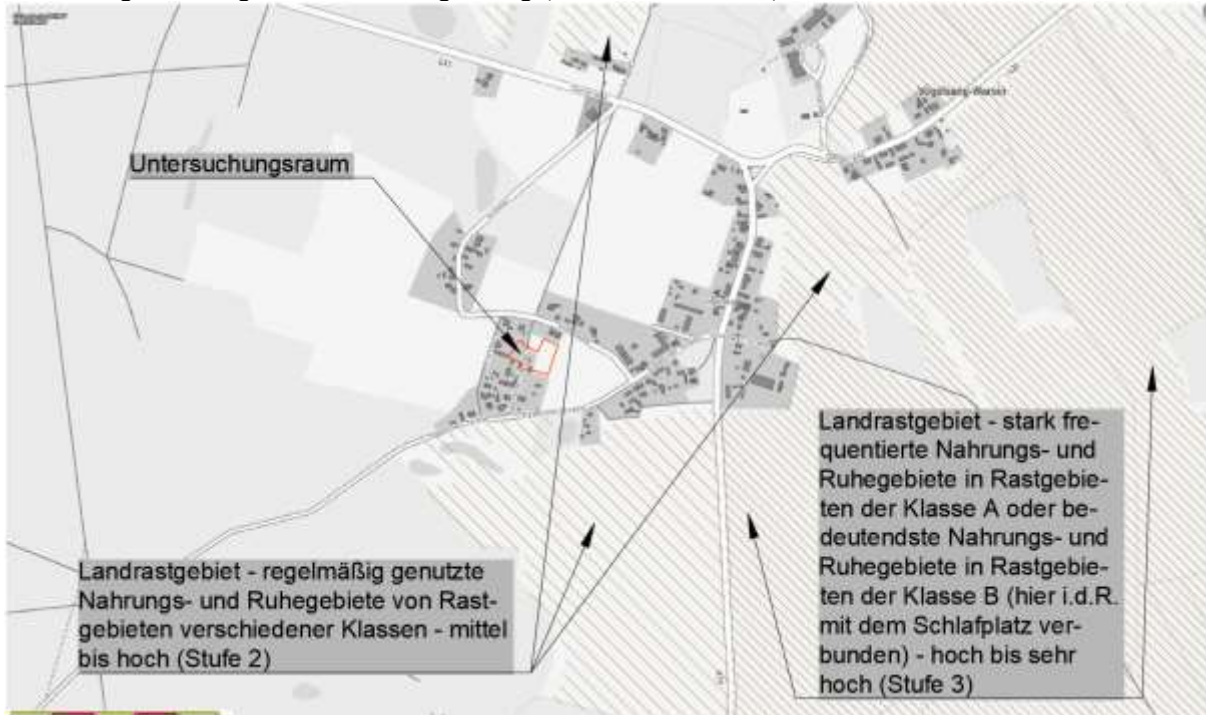 Untersuchungsraum
Vogelsang-Warsin
Landrastgebiet - stark fre-
quentierte Nahrungs- und
Ruhegebiete in Rastgebie-
ten der Klasse A oder be-
deutendste Nahrungs- und
Ruhegebiete in Rastgebie-
ten der Klasse B (hier i.d.R.
mit dem Schlafplatz ver-
bunden) - hoch bis sehr
hoch (Stufe 3)
Landrastgebiet - regelmäßig genutzte
Nahrungs- und Ruhegebiete von Rast-
gebieten verschiedener Klassen - mittel
bis hoch (Stufe 2)